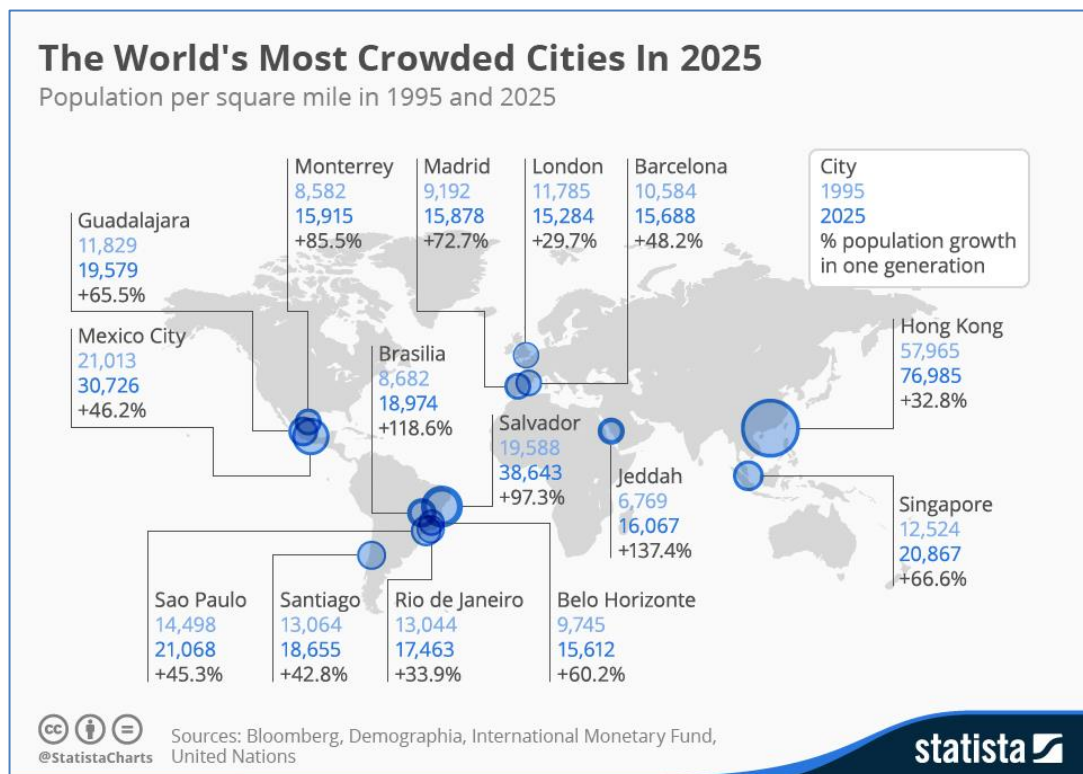 The World's Most Crowded Cities In 2025
Population per square mile in 1995 and 2025
Guadalajara
11,829
19,579
+65.5%
Monterrey
8,582
15,915
+85.5%
Madrid
9,192
15,878
+72.7%
London
11,785
15,284
+29.7%
Barcelona
10,584
15,688
+48.2%
City
1995
2025
% population growth
in one generation
Mexico City
21,013
30,726
+46.2%
Brasilia
8,682
18,974
+118.6%
Salvador
19,588
38,643
+97.3%
Jeddah
6,769
16,067
+137.4%
Hong Kong
57,965
76,985
+32.8%
Singapore
12,524
20,867
+66.6%
Sao Paulo
14,498
21,068
+45.3%
Santiago
13,064
18,655
+42.8%
Rio de Janeiro
13,044
17,463
+33.9%
Belo Horizonte
9,745
15,612
+60.2%
cc
@StatistaCharts
Sources: Bloomberg, Demographia, International Monetary Fund,
United Nations
statista